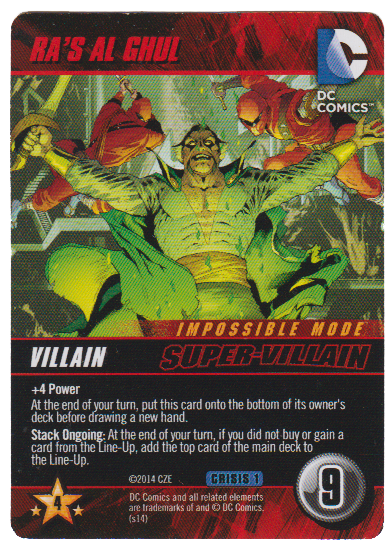 RA'S AL GHUL
DC COMICS™
IMPOSSIBLE MODE
VILLAIN
SUPER-VILLAIN
+4 Power
At the end of your turn, put this card onto the bottom of its owner's
deck before drawing a new hand.
Stack Ongoing: At the end of your turn, if you did not buy or gain a
card from the Line-Up, add the top card of the main deck to
the Line-Up.
©2014 CZE
CRISIS 1
4
9
DC Comics and all related elements
are trademarks of and © DC Comics.
(s14)